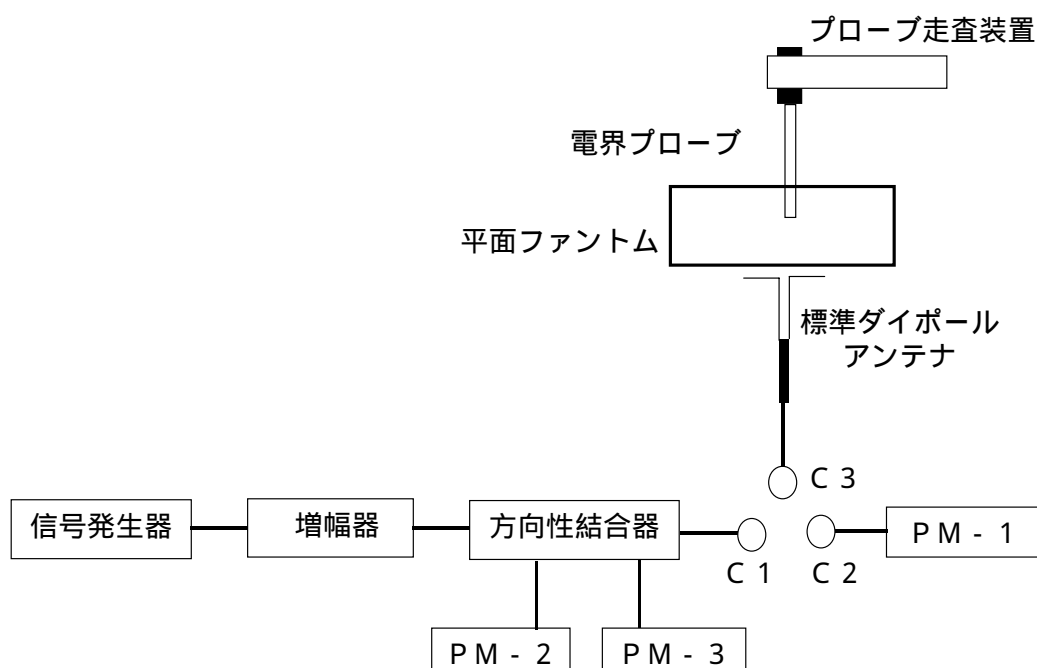 プローブ走査装置
電界プローブ
平面ファントム
標準ダイポール
アンテナ
C 3
信号発生器
増幅器
方向性結合器
C 1
C 2
P M - 1
P M - 2
P M - 3